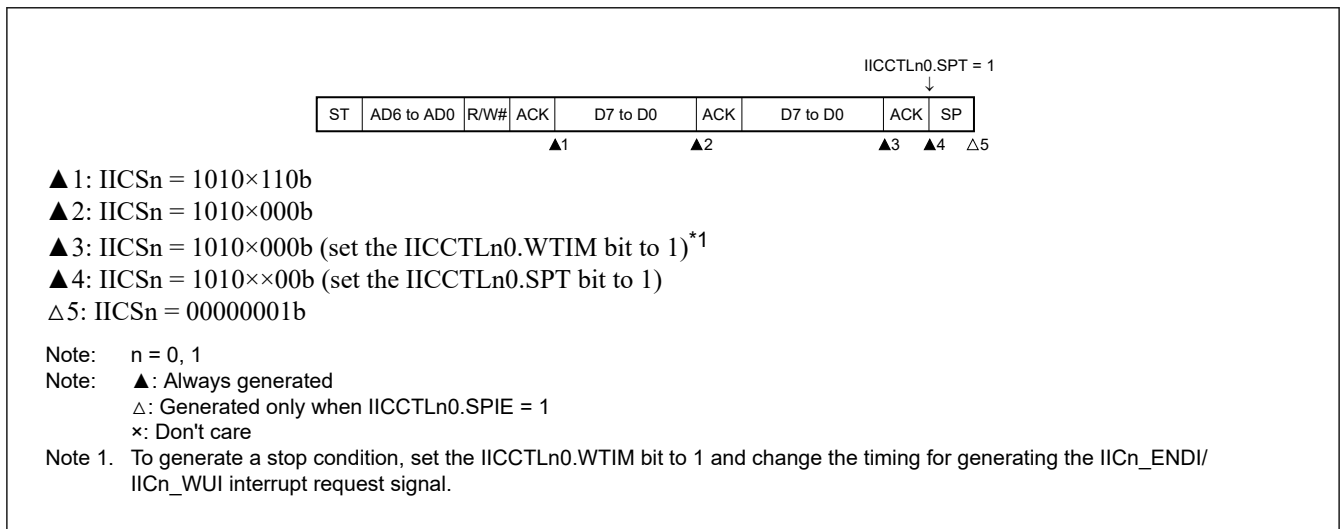 IICCTLn0.SPT = 1
↓
ST AD6 to AD0 R/W# ACK D7 to D0 ACK D7 to D0 ACK SP
▲1 ▲2 ▲3 ▲4 △5
▲1: IICSn = 1010×110b
▲2: IICSn = 1010×000b
▲3: IICSn = 1010×000b (set the IICCTLn0.WTIM bit to 1)*1
▲4: IICSn = 1010××00b (set the IICCTLn0.SPT bit to 1)
△5: IICSn = 00000001b
Note: n = 0, 1
Note: ▲: Always generated
△: Generated only when IICCTLn0.SPIE = 1
×: Don't care
Note 1. To generate a stop condition, set the IICCTLn0.WTIM bit to 1 and change the timing for generating the IICn_ENDI/
IICn_WUI interrupt request signal.